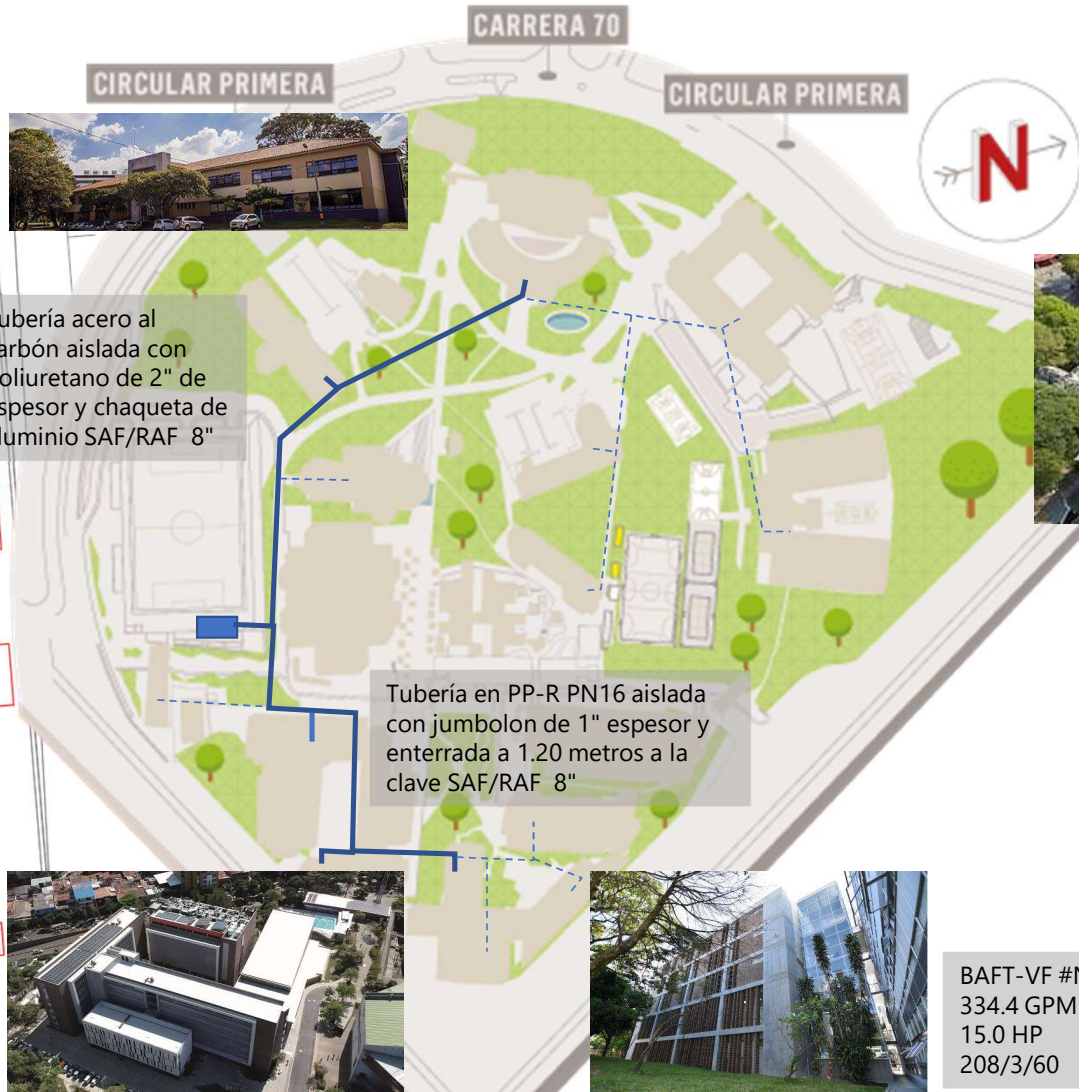 CARRERA 70
CIRCULAR PRIMERA
CIRCULAR PRIMERA
N
ubería acero al
arbón aislada con
oliuretano de 2" de
spesor y chaqueta de
luminio SAF/RAF 8"
Tubería en PP-R PN16 aislada
con jumbolon de 1" espesor y
enterrada a 1.20 metros a la
clave SAF/RAF 8"
BAFT-VF #N
334.4 GPM
15.0 HP
208/3/60